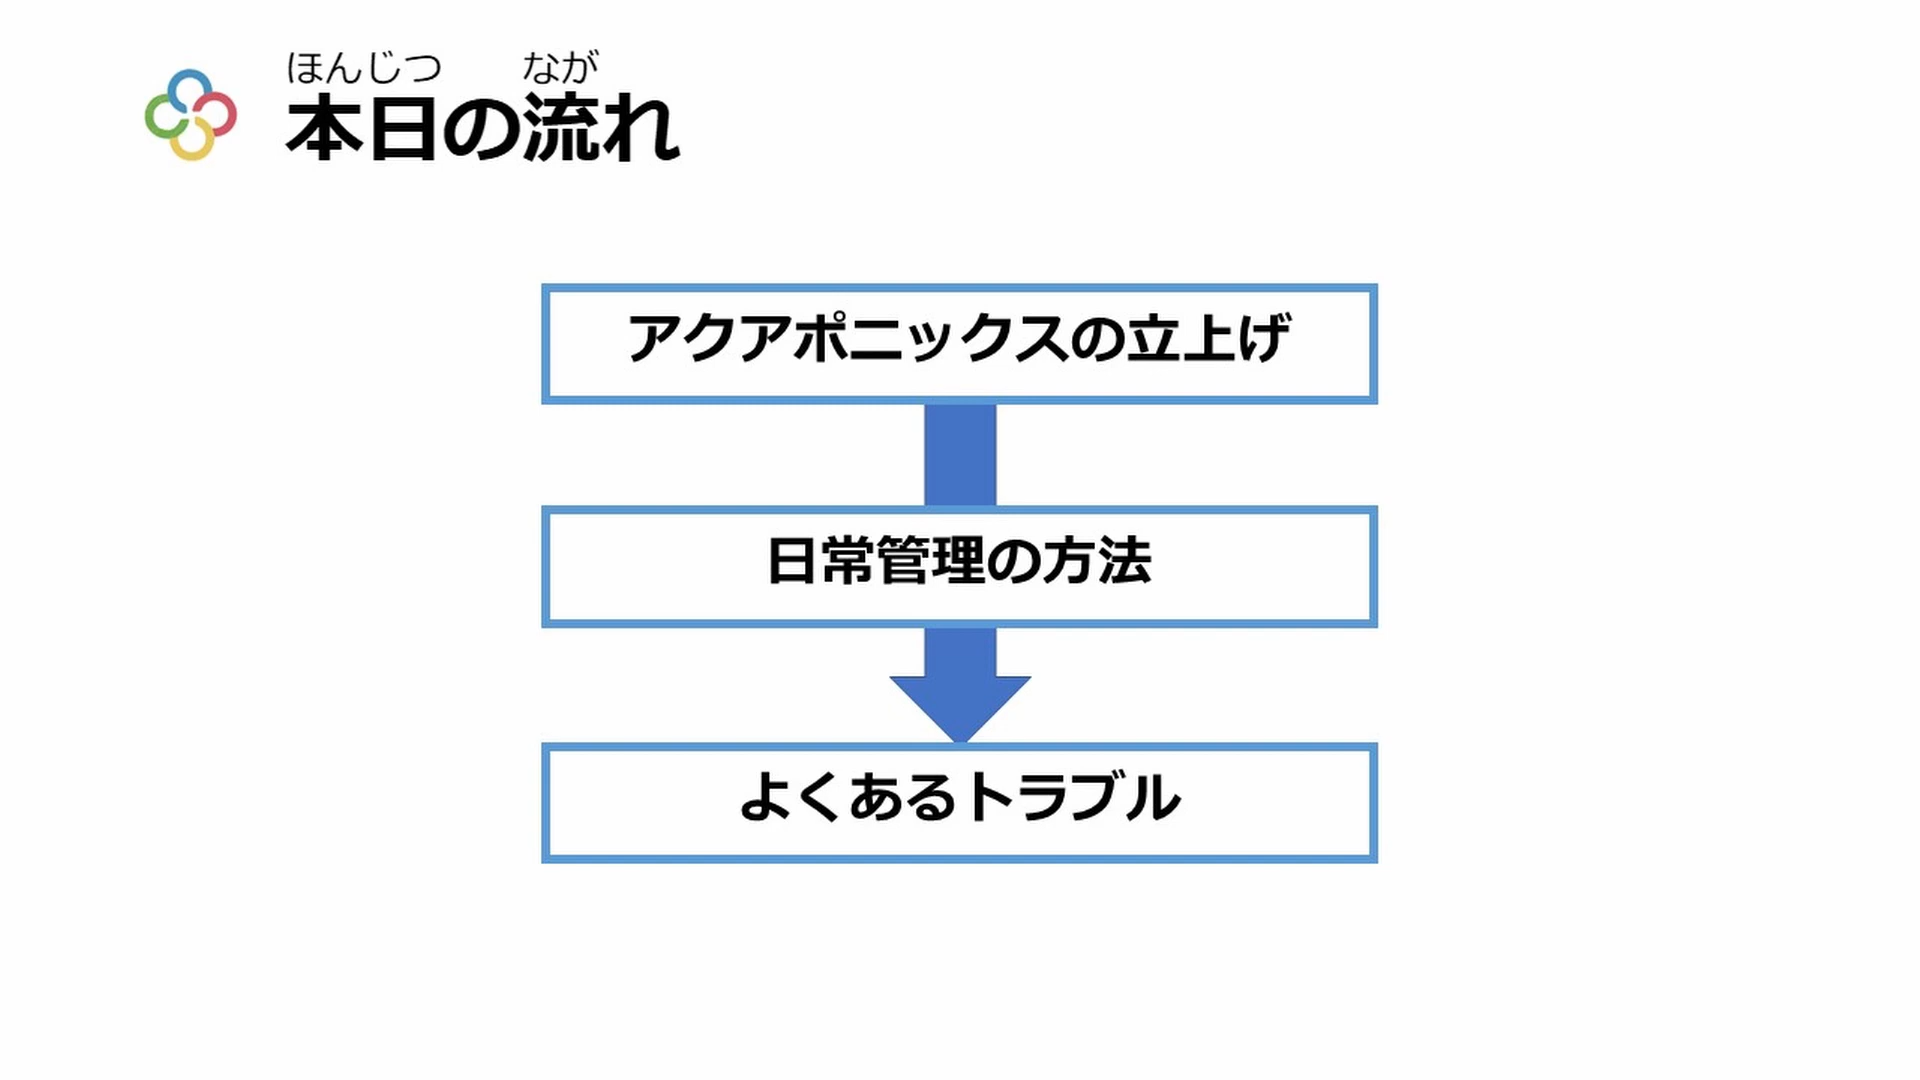 ほんじつ なが
本日の流れ
アクアポニックスの立上げ
日常管理の方法
よくあるトラブル